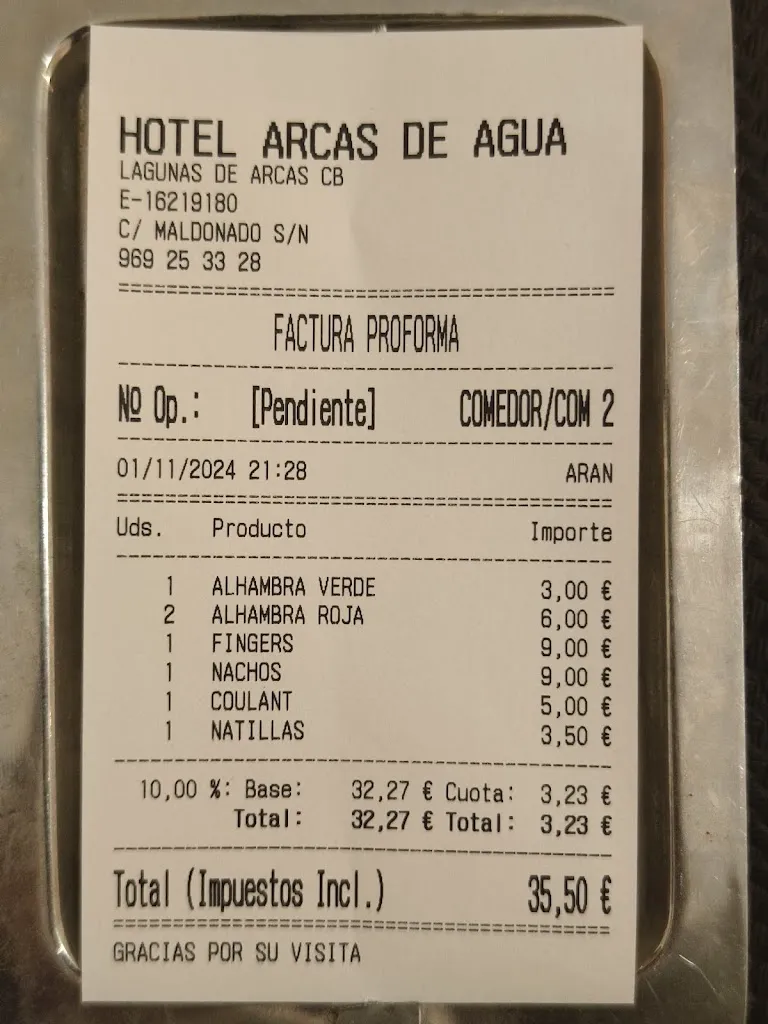 HOTEL ARCAS DE AGUA
LAGUNAS DE ARCAS CB
E-16219180
C/ MALDONADO S/N
969 25 33 28
FACTURA PROFORMA
Nº Op.: [Pendiente] COMEDOR/COM 2
01/11/2024 21:28 ARAN
Uds. Producto Importe
1 ALHAMBRA VERDE 3,00 €
2 ALHAMBRA ROJA 6,00 €
1 FINGERS 9,00 €
1 NACHOS 9,00 €
1 COULANT 5,00 €
1 NATILLAS 3,50 €
10,00 %: Base: 32,27 € Cuota: 3,23 €
Total: 32,27 € Total: 3,23 €
Total (Impuestos Incl.) 35,50 €
GRACIAS POR SU VISITA